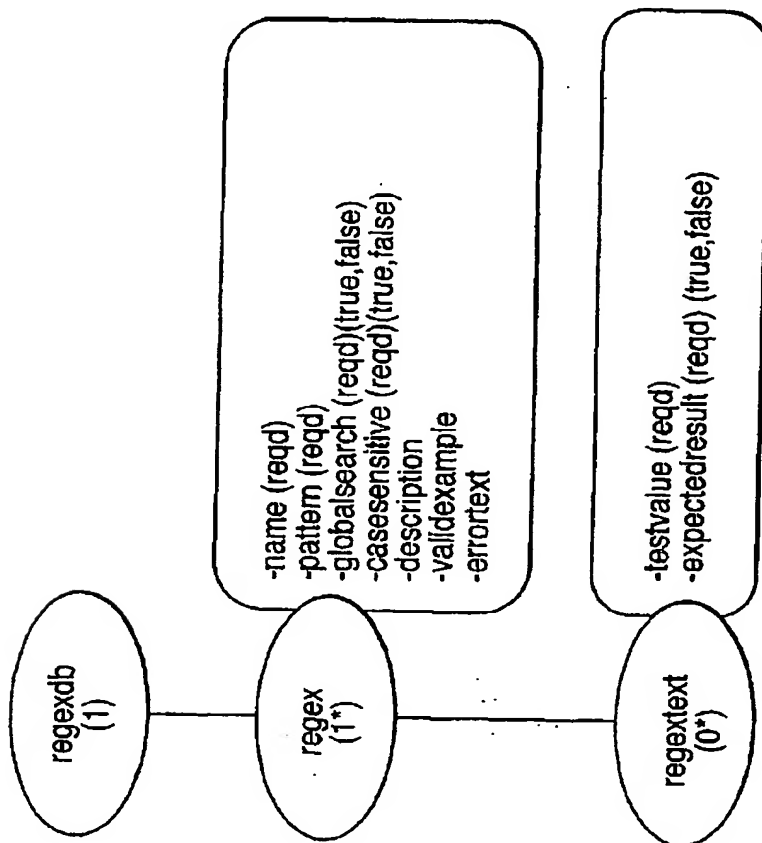 regexdb
(1)
regex
(1*)
-name (reqd)
-pattern (reqd)
-globalsearch (reqd)(true,false)
-casesensitive (reqd)(true,false)
-description
-validexample
-errortext
regextext
(0*)
-testvalue (reqd)
-expectedresult (reqd) (true,false)